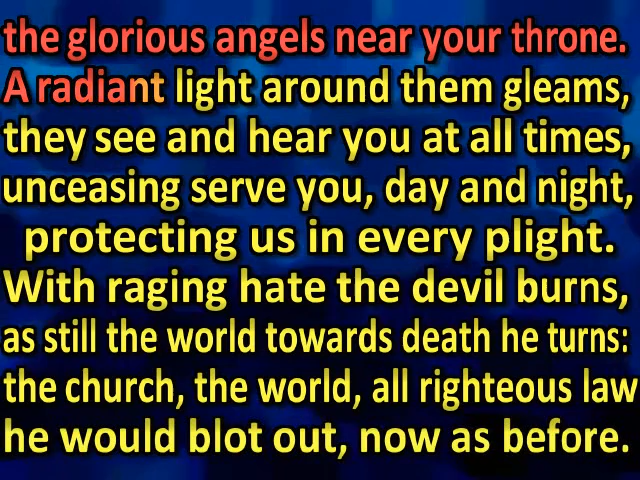 the glorious angels near your throne.
A radiant light around them gleams,
they see and hear you at all times,
unceasing serve you, day and night,
protecting us in every plight.
With raging hate the devil burns,
as still the world towards death he turns:
the church, the world, all righteous law
he would blot out, now as before.